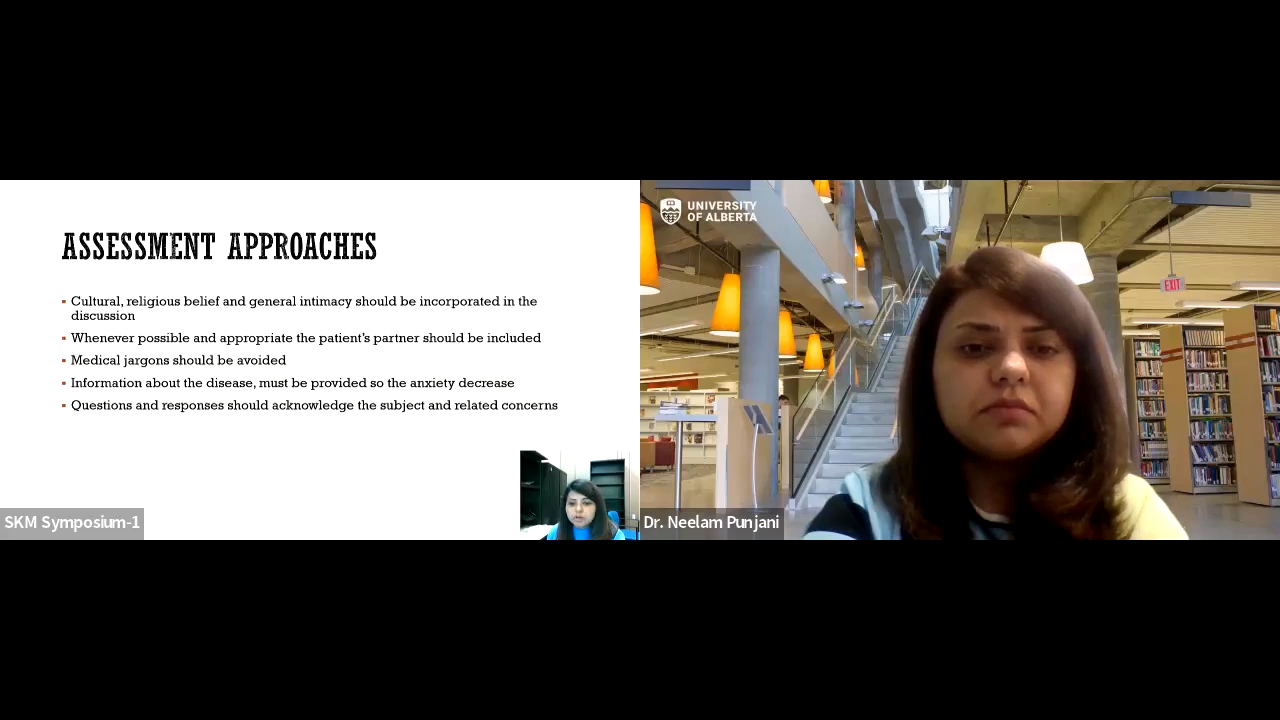 ASSESSMENT APPROACHES
Cultural, religious belief and general intimacy should be incorporated in the
discussion
Whenever possible and appropriate the patient's partner should be included
Medical jargons should be avoided
Information about the disease, must be provided so the anxiety decrease
Questions and responses should acknowledge the subject and related concerns
SKM Symposium-1
UNIVERSITY
OF ALBERTA
EXIT
Dr. Neelam Punjani